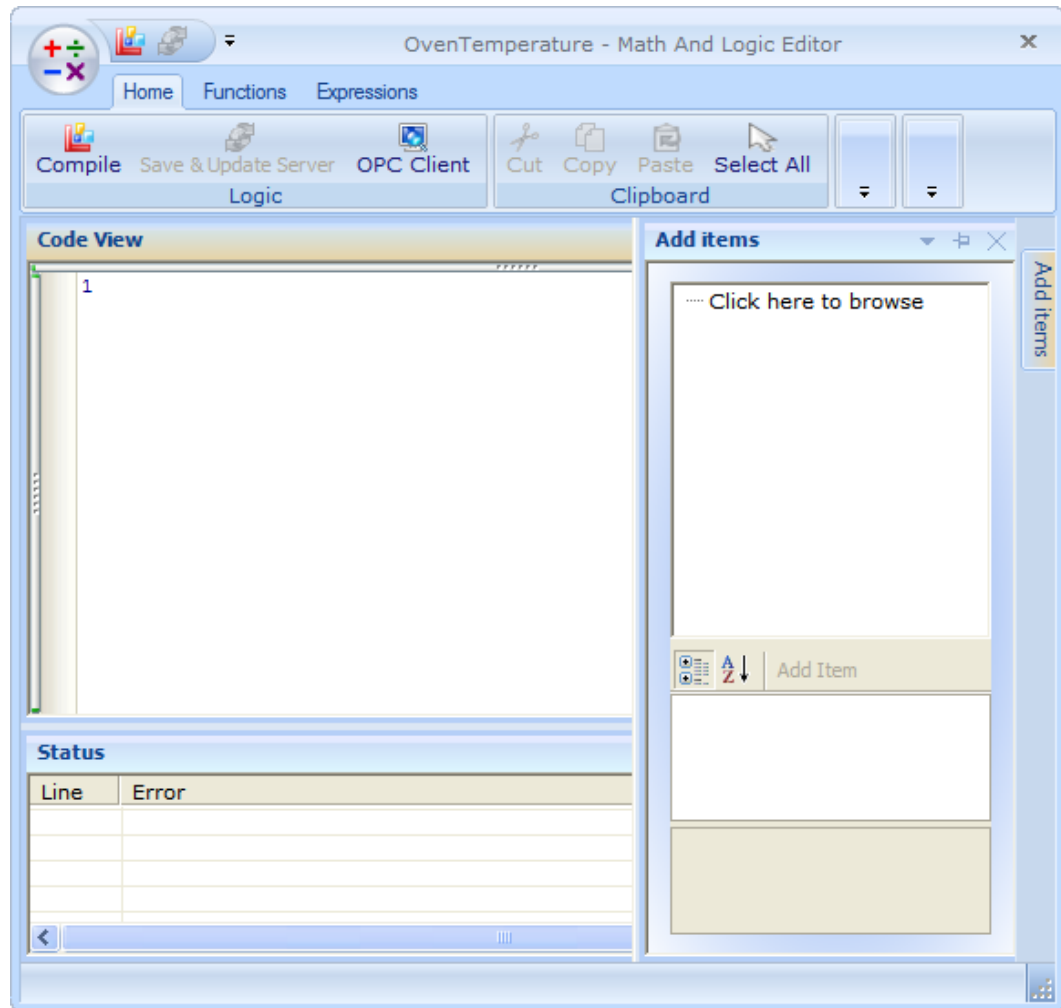 OvenTemperature - Math And Logic Editor
Home Functions Expressions
Compile Save & Update Server OPC Client Cut Copy Paste Select All
Logic Clipboard
Code View
1
Add items
Click here to browse
Add items
Add Item
Status
Line Error